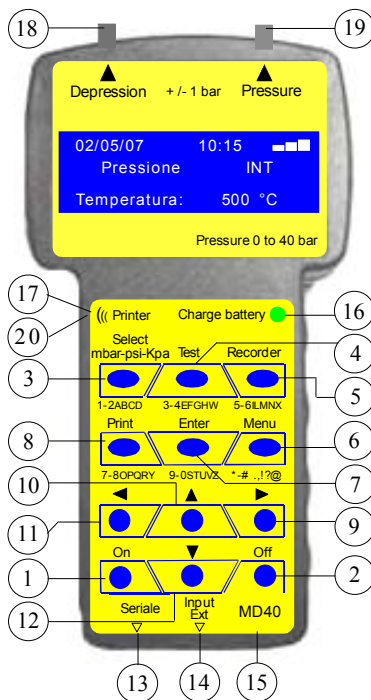 18
19
Depression + /- 1 bar Pressure
02/05/07 10:15
Pressione INT
Temperatura: 500 °C
Pressure 0 to 40 bar
17
20
((( Printer Charge battery
16
Select
mbar-psi-Kpa Test Recorder
4
3
5
1-2ABCD 3-4EFGHW 5-6ILMNX
Print Enter Menu
8
6
7-8OPQRY 9-0STUVZ *-# .,!?@
7
10
11
9
On Off
1
2
12
Seriale Input
Ext MD40
13
14
15